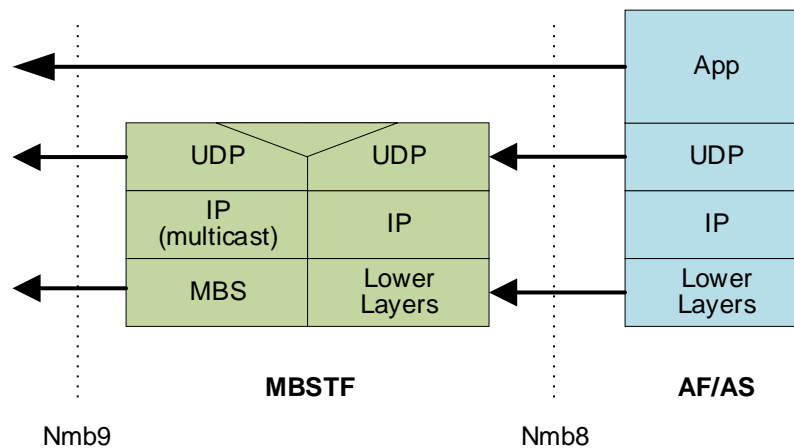 App
UDP
UDP
UDP
IP
(multicast)
IP
IP
MBS
Lower
Layers
Lower
Layers
MBSTF
AF/AS
Nmb9
Nmb8